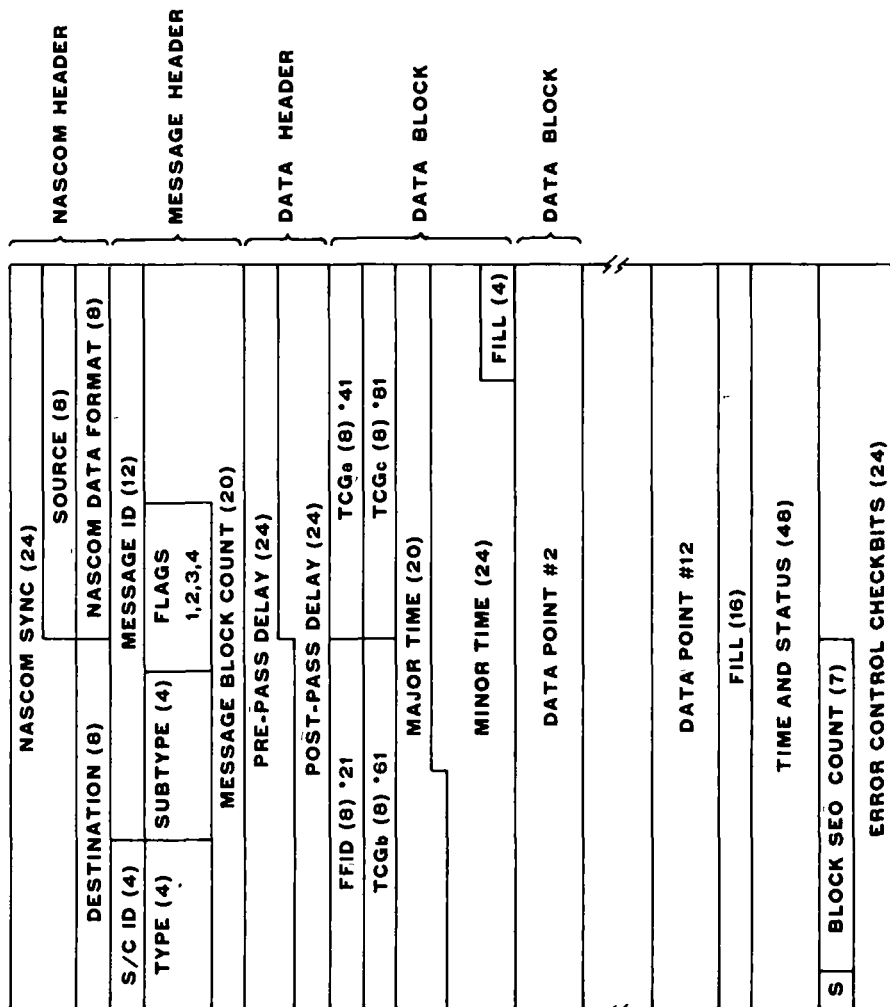 NASCOM SYNC (24)
SOURCE (8)
DESTINATION (8)
NASCOM DATA FORMAT (8)
NASCOM HEADER
S/C ID (4)
MESSAGE ID (12)
TYPE (4)
SUBTYPE (4)
FLAGS
1,2,3,4
MESSAGE BLOCK COUNT (20)
MESSAGE HEADER
PRE-PASS DELAY (24)
POST-PASS DELAY (24)
DATA HEADER
FFID (8) *21
TCGa (8) *41
TCGb (8) *61
TCGc (8) *81
MAJOR TIME (20)
MINOR TIME (24)
FILL (4)
DATA BLOCK
DATA POINT #2
DATA BLOCK
DATA POINT #12
FILL (16)
TIME AND STATUS (48)
S
BLOCK SEQ COUNT (7)
ERROR CONTROL CHECKBITS (24)